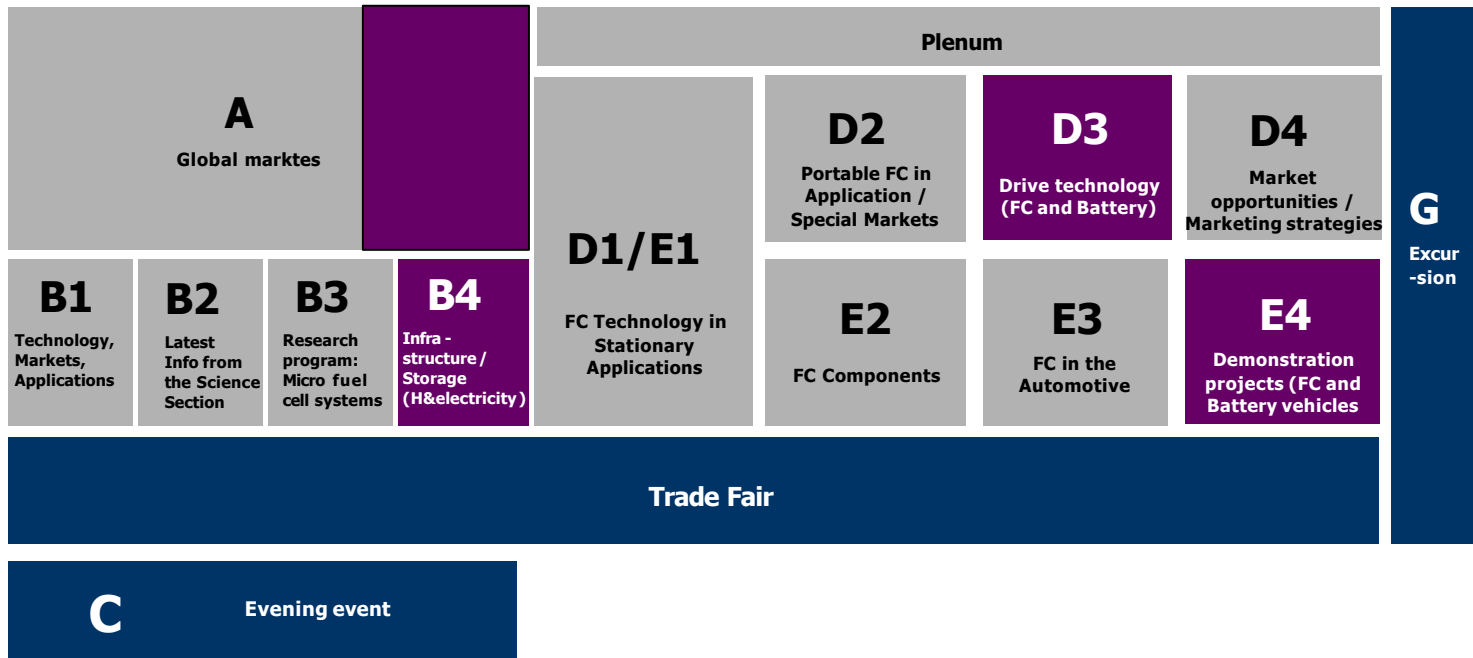 A
Global marktes
Plenum
D1/E1
FC Technology in
Stationary
Applications
D2
Portable FC in
Application /
Special Markets
D3
Drive technology
(FC and Battery)
D4
Market
opportunities /
Marketing strategies
B1
Technology,
Markets,
Applications
B2
Latest
Info from
the Science
Section
B3
Research
program:
Micro fuel
cell systems
B4
Infra -
structure /
Storage
(H&electricity)
E2
FC Components
E3
FC in the
Automotive
E4
Demonstration
projects (FC and
Battery vehicles
G
Excur
-sion
Trade Fair
C
Evening event